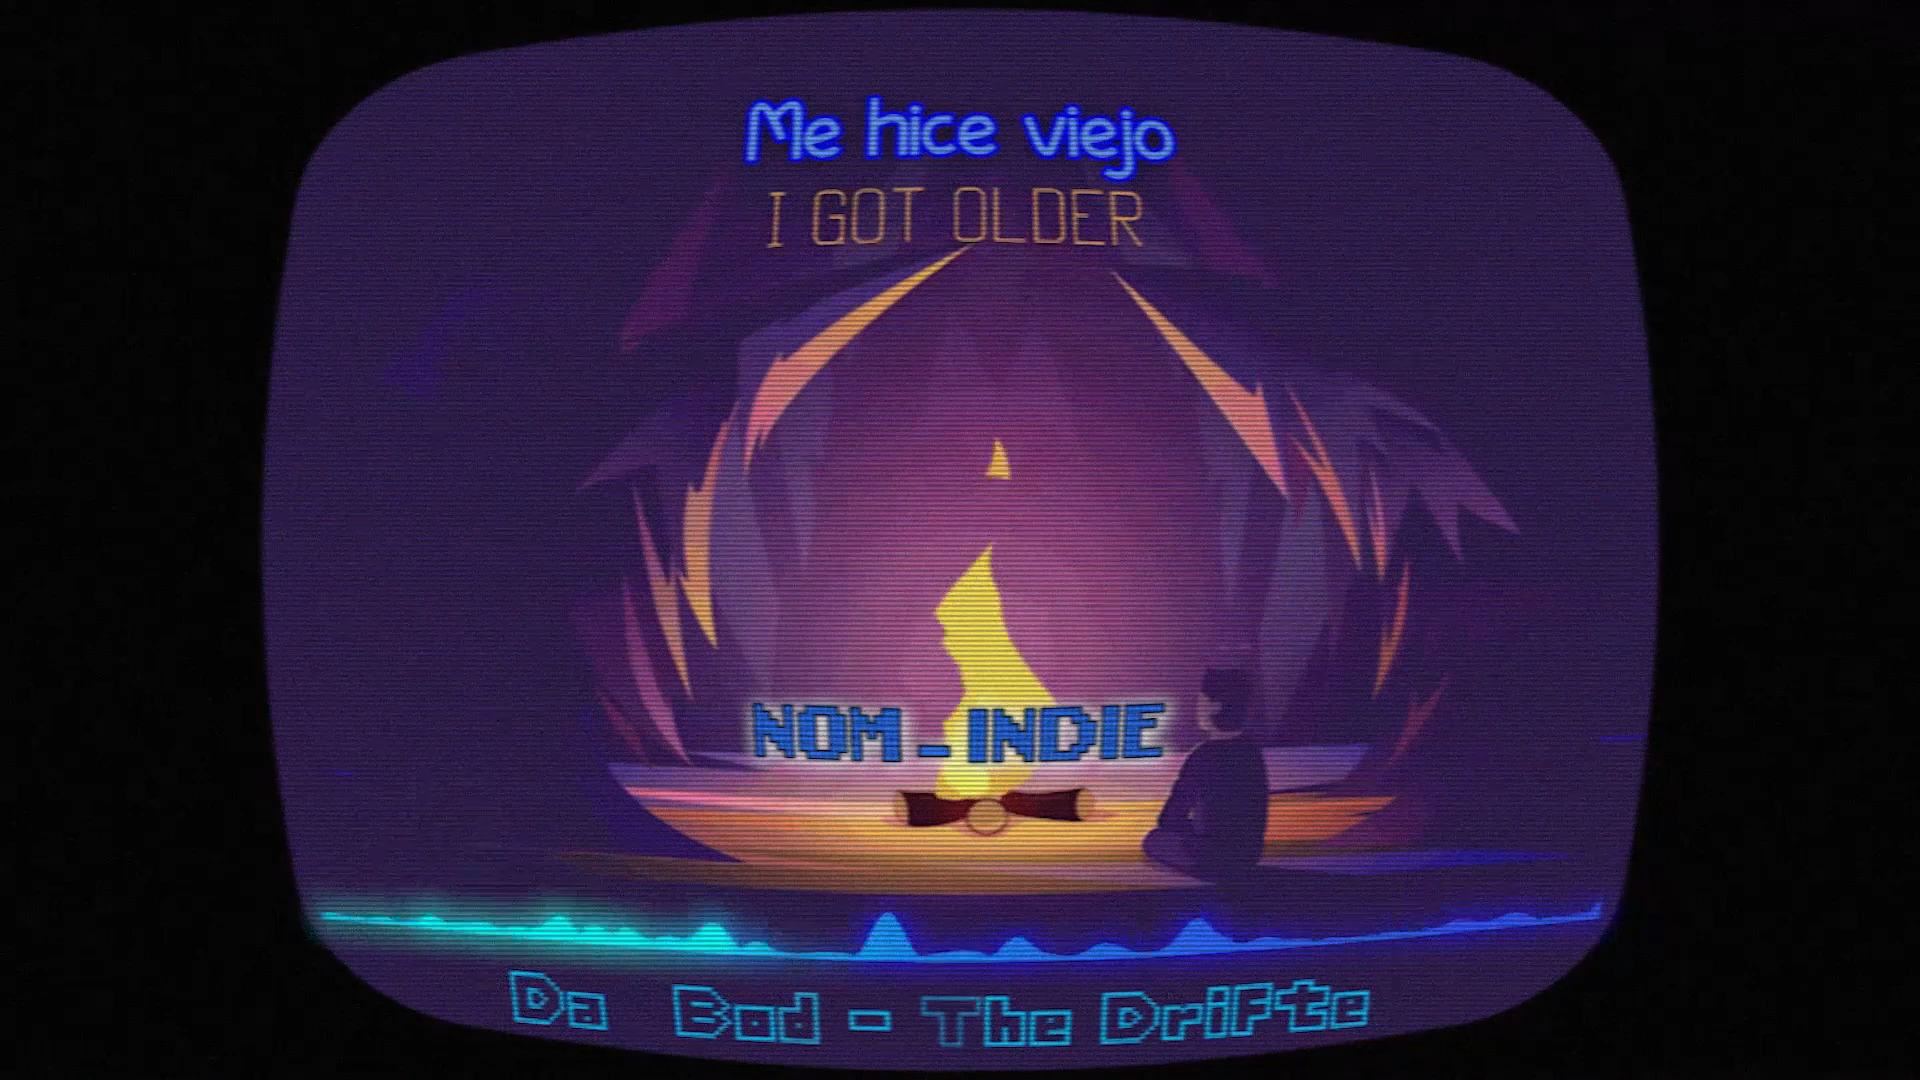 Me hice viejo
I GOT OLDER
NOM_INDIE
Da Bad - The Drifte